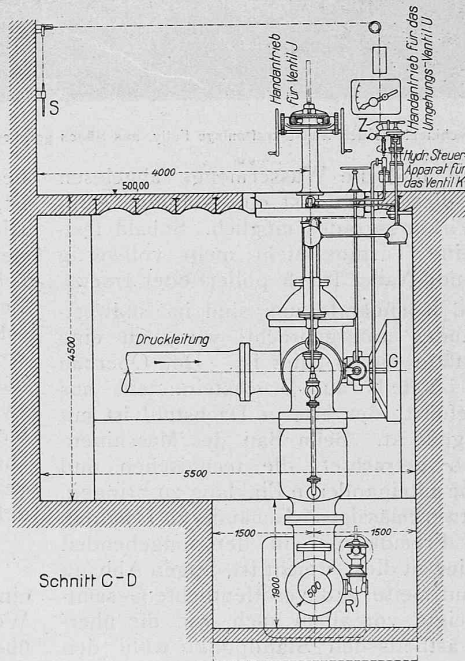 S
Handantrieb
für Ventil J
Handantrieb für das
Umgehungs-Ventil U
Z
Hydr. Steuer-
Apparat für
das Ventil K
4000
500,00
4500
Druckleitung
G
5500
1500
1500
1900
500
R
Schnitt C-D